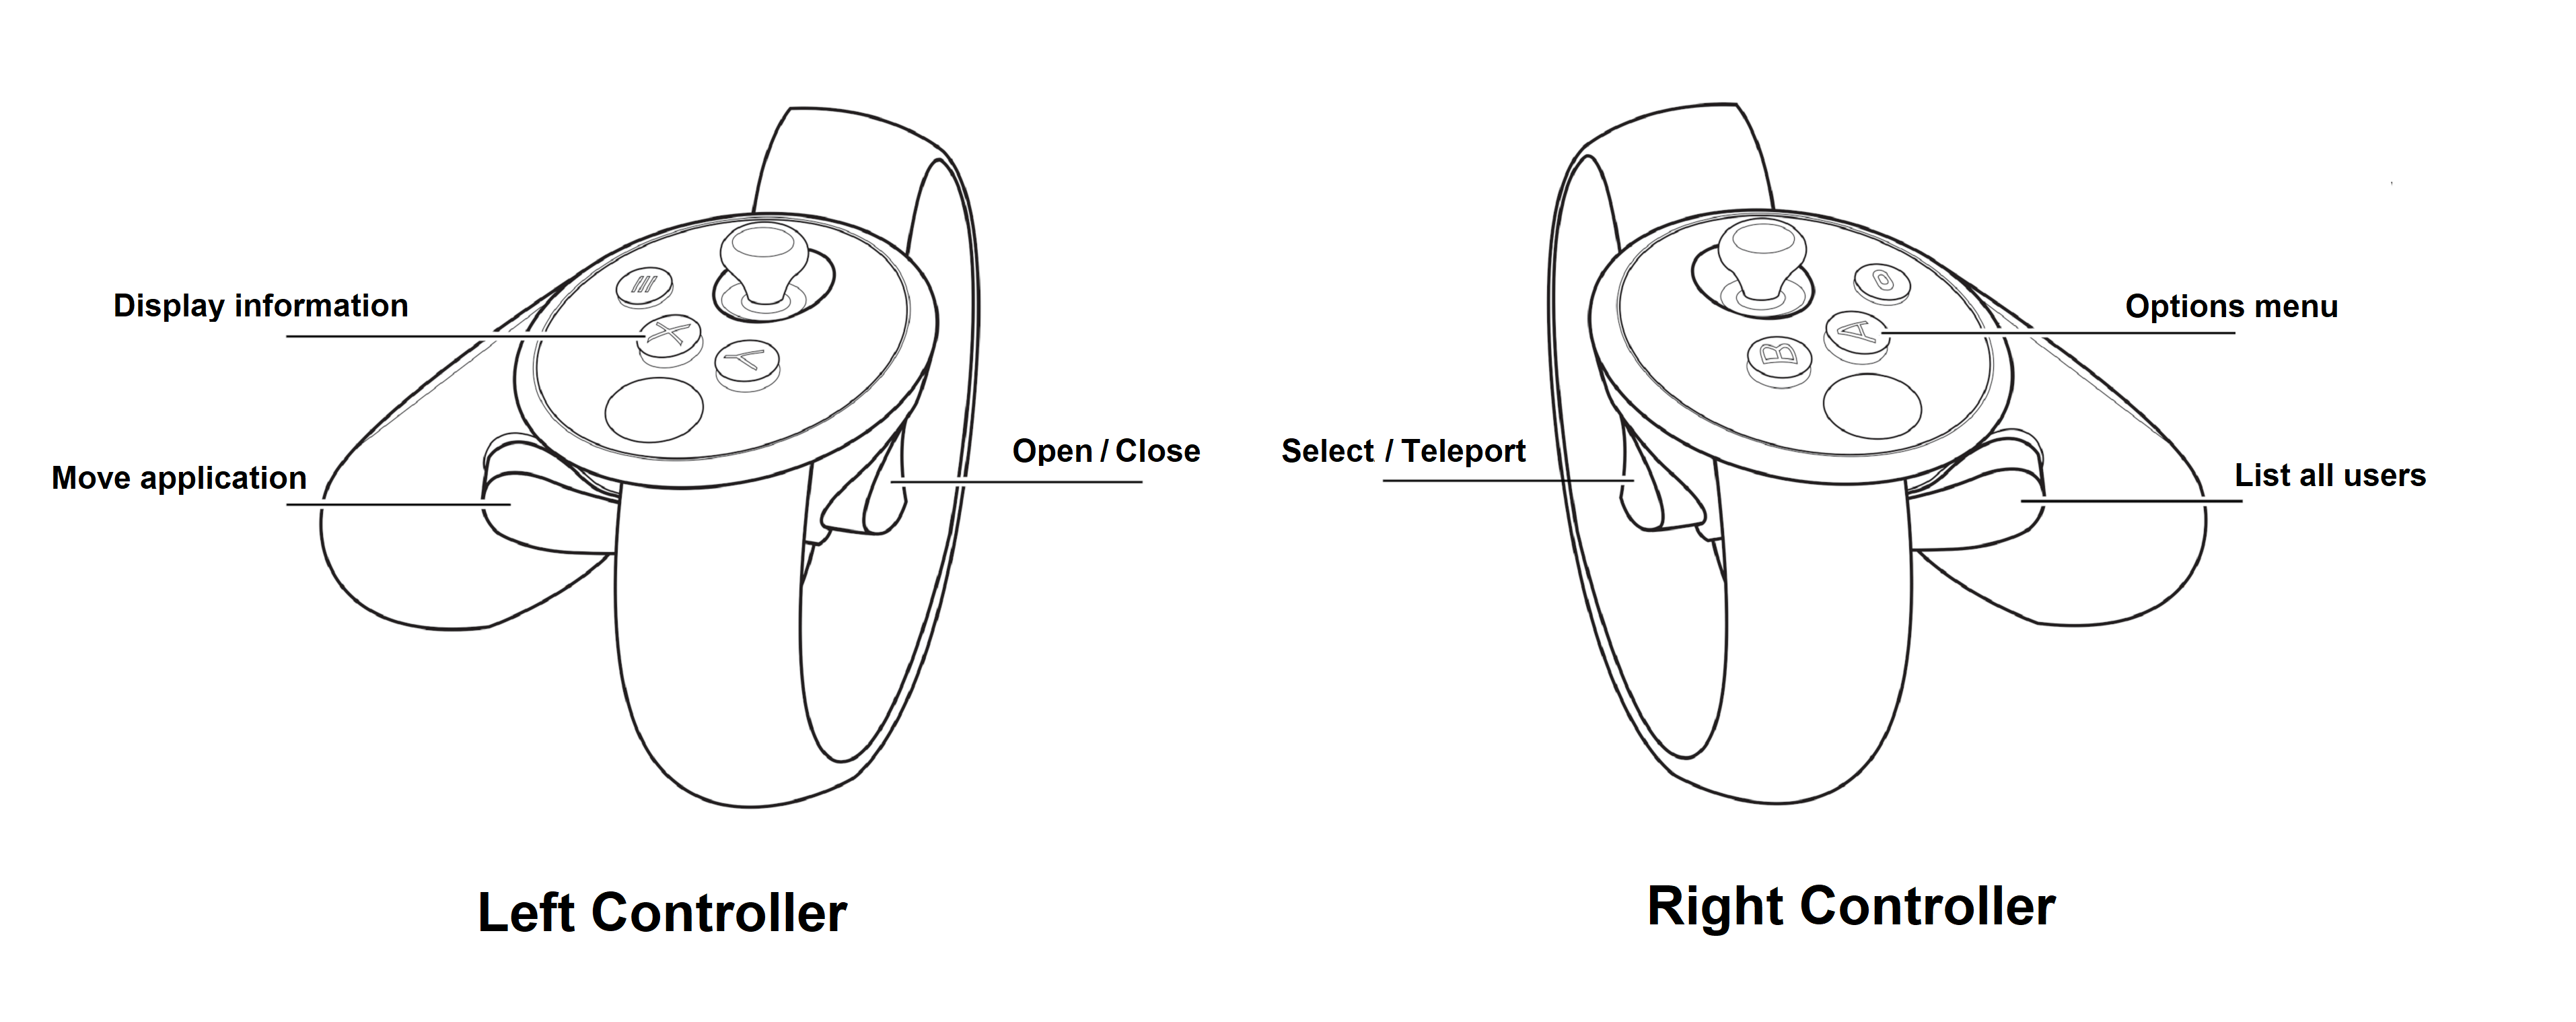 Display information
X
Y
Move application
Open / Close
Left Controller
Select / Teleport
A
B
Options menu
List all users
Right Controller